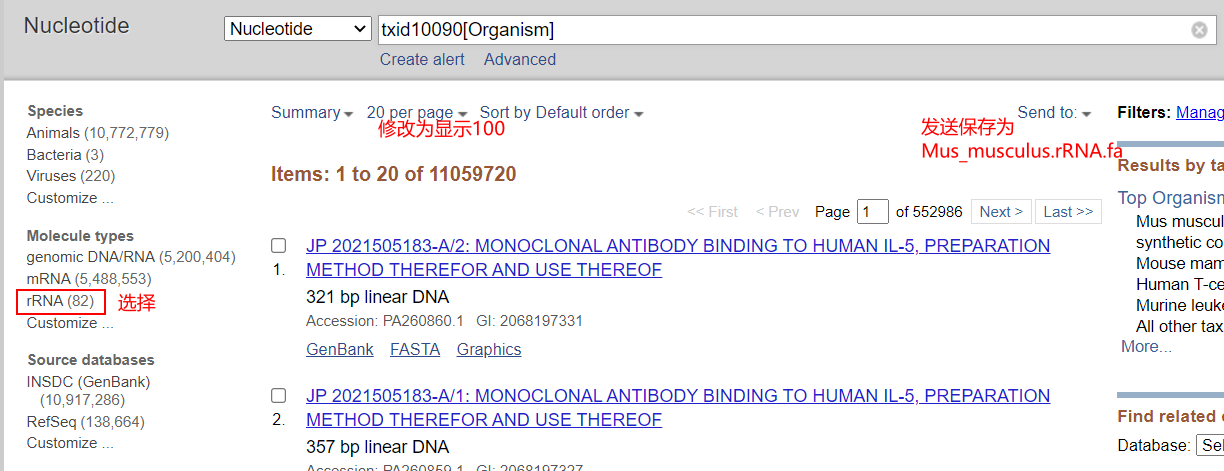 Nucleotide
Nucleotide
txid10090[Organism]
Create alert Advanced
Species
Animals (10,772,779)
Bacteria (3)
Viruses (220)
Customize ...
Molecule types
genomic DNA/RNA (5,200,404)
mRNA (5,488,553)
rRNA (82)
选择
Customize ...
Source databases
INSDC (GenBank)
(10,917,286)
RefSeq (138,664)
Customize ...
Summary 20 per page Sort by Default order Send to:
修改为显示100
发送保存为
Mus_musculus.rRNA.fa
Items: 1 to 20 of 11059720
<< First < Prev Page 1 of 552986 Next > Last >>
JP 2021505183-A/2: MONOCLONAL ANTIBODY BINDING TO HUMAN IL-5, PREPARATION
1. METHOD THEREFOR AND USE THEREOF
321 bp linear DNA
Accession: PA260860.1 GI: 2068197331
GenBank FASTA Graphics
JP 2021505183-A/1: MONOCLONAL ANTIBODY BINDING TO HUMAN IL-5, PREPARATION
2. METHOD THEREFOR AND USE THEREOF
357 bp linear DNA
Accession: PA260859.1 GI: 2068197327
Filters: Manag
Results by ta
Top Organism
Mus muscul
synthetic co
Mouse mam
Human T-ce
Murine leuke
All other tax
More...
Find related
Database: Sel